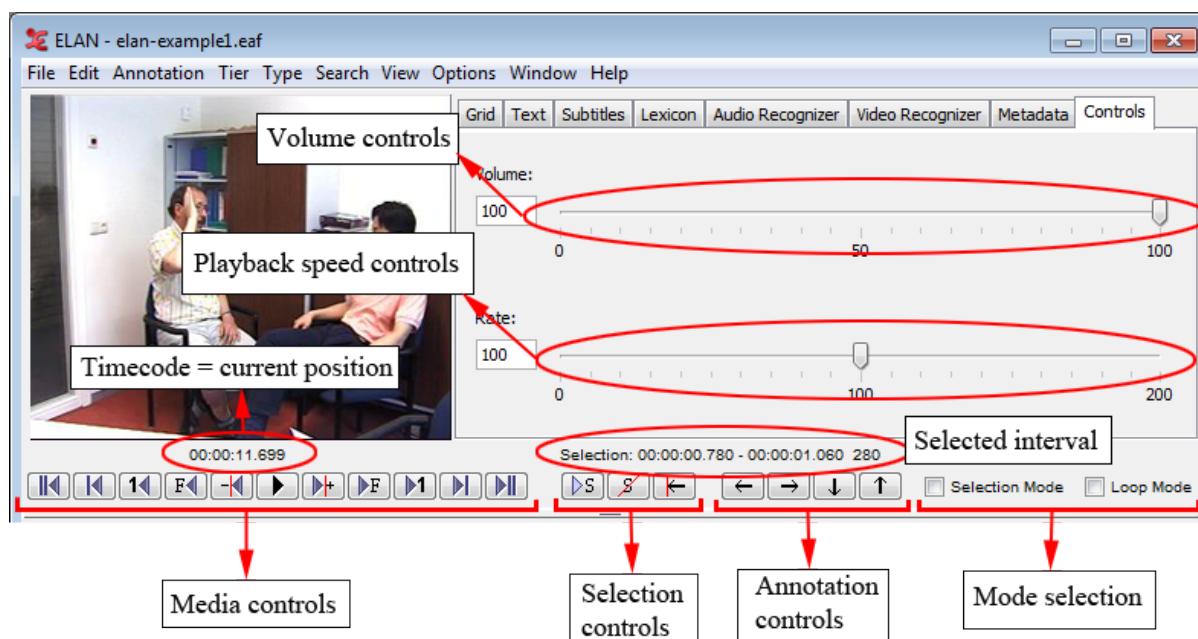 ELAN - elan-example1.eaf
File Edit Annotation Tier Type Search View Options Window Help
Grid Text Subtitles Lexicon Audio Recognizer Video Recognizer Metadata Controls
Volume controls
Volume:
100
0 50 100
Playback speed controls
Rate:
100
0 100 200
Timecode = current position
Selected interval
00:00:11.699
Selection: 00:00:00.780 - 00:00:01.060 280
1 F - + F 1
S S
Selection Mode Loop Mode
Media controls
Selection
controls
Annotation
controls
Mode selection